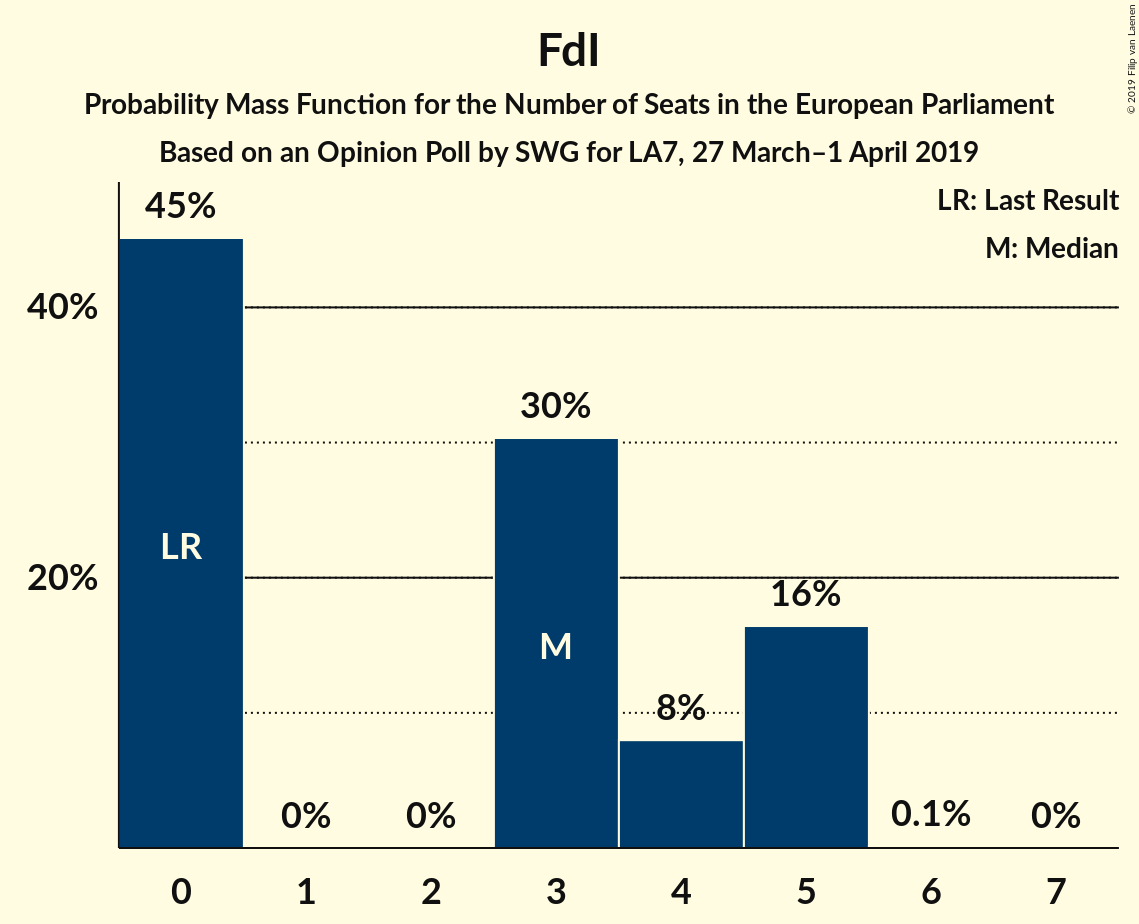 FdI
Probability Mass Function for the Number of Seats in the European Parliament
Based on an Opinion Poll by SWG for LA7, 27 March–1 April 2019
© 2019 Filip van Laenen
LR: Last Result
M: Median
45%
40%
30%
LR
20%
16%
M
8%
0%
0%
0.1%
0%
0
1
2
3
4
5
6
7